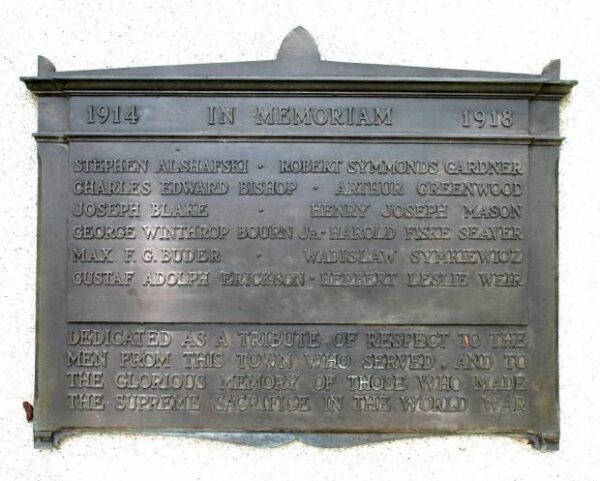 1914 IN MEMORIAM 1918
STEPHEN ALSHAFSKI · ROBERT SYMMONDS GARDNER
CHARLES EDWARD BISHOP · ARTHUR GREENWOOD
JOSEPH BLAKE · HENRY JOSEPH MASON
GEORGE WINTHROP BOURN Jr. HAROLD FISKE SEAVER
MAX F. G. BUDER · WADISLAW SYMKIEWICZ
GUSTAF ADOLPH ERICKSON · HERBERT LESLIE WEIR
DEDICATED AS A TRIBUTE OF RESPECT TO THE
MEN FROM THIS TOWN WHO SERVED, AND TO
THE GLORIOUS MEMORY OF THOSE WHO MADE
THE SUPREME SACRIFICE IN THE WORLD WAR